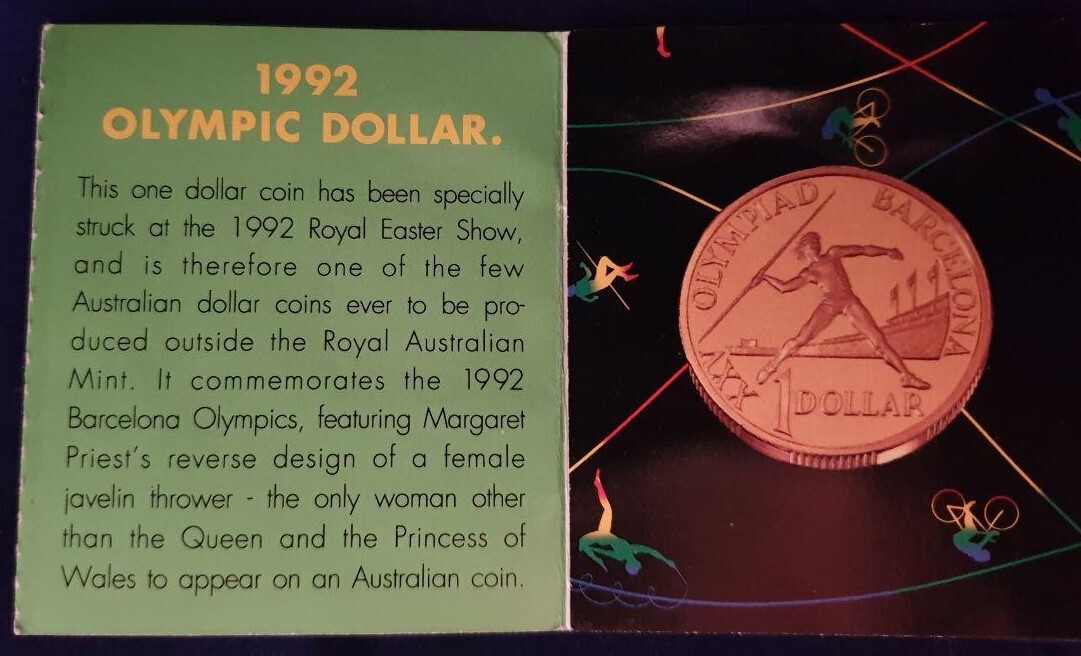 1992
OLYMPIC DOLLAR.
This one dollar coin has been specially
struck at the 1992 Royal Easter Show,
and is therefore one of the few
Australian dollar coins ever to be pro-
duced outside the Royal Australian
Mint. It commemorates the 1992
Barcelona Olympics, featuring Margaret
Priest's reverse design of a female
javelin thrower - the only woman other
than the Queen and the Princess of
Wales to appear on an Australian coin.
XXV OLYMPIAD BARCELONA
1 DOLLAR